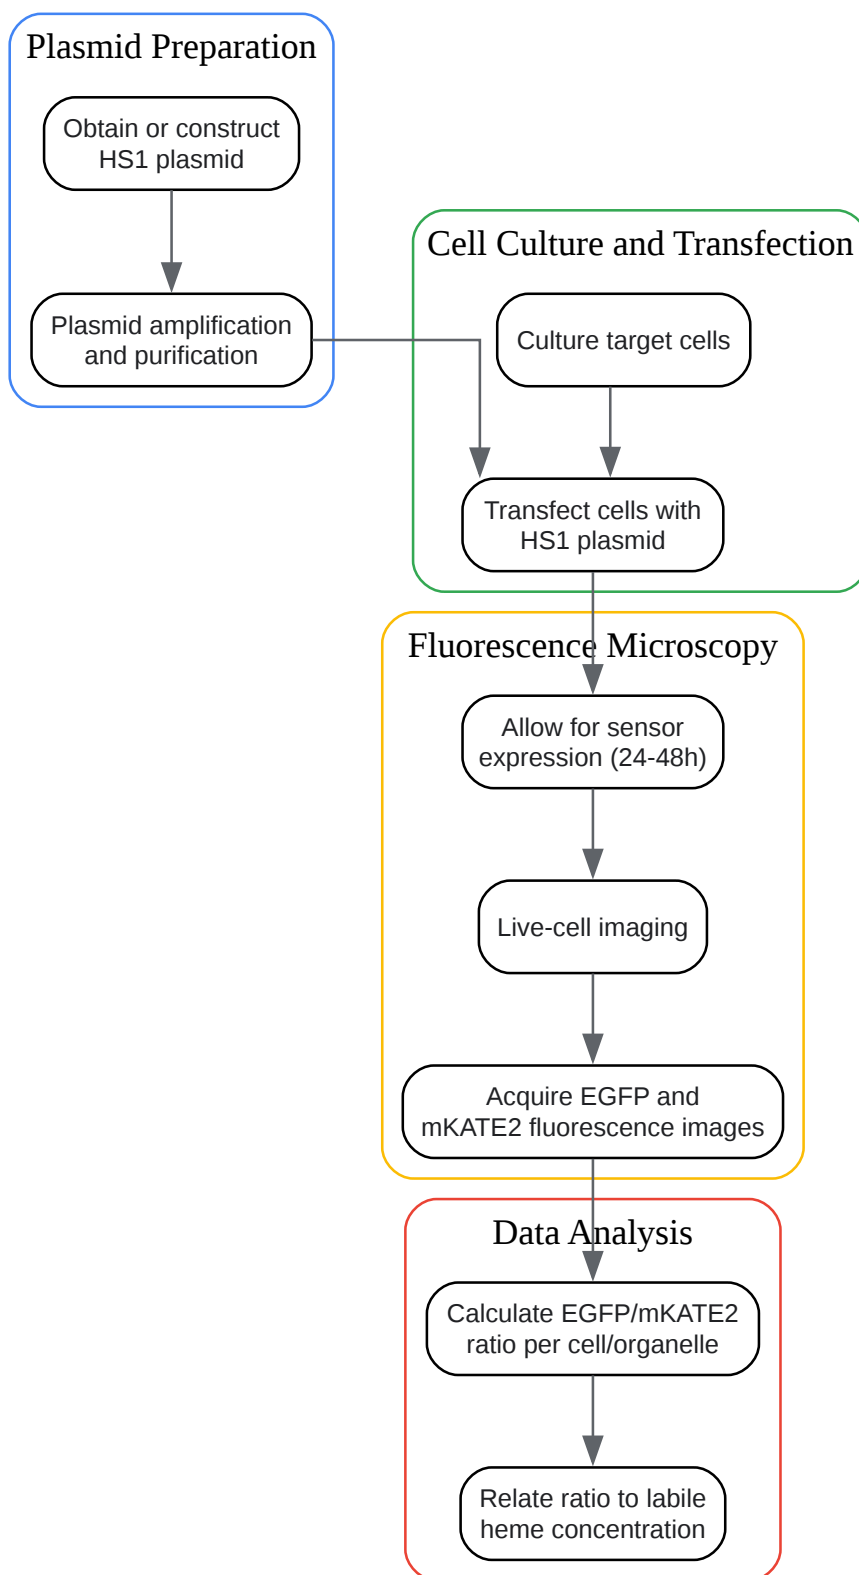 Plasmid Preparation
Obtain or construct
HS1 plasmid
Plasmid amplification
and purification
Cell Culture and Transfection
Culture target cells
Transfect cells with
HS1 plasmid
Fluorescence Microscopy
Allow for sensor
expression (24-48h)
Live-cell imaging
Acquire EGFP and
mKATE2 fluorescence images
Data Analysis
Calculate EGFP/mKATE2
ratio per cell/organelle
Relate ratio to labile
heme concentration